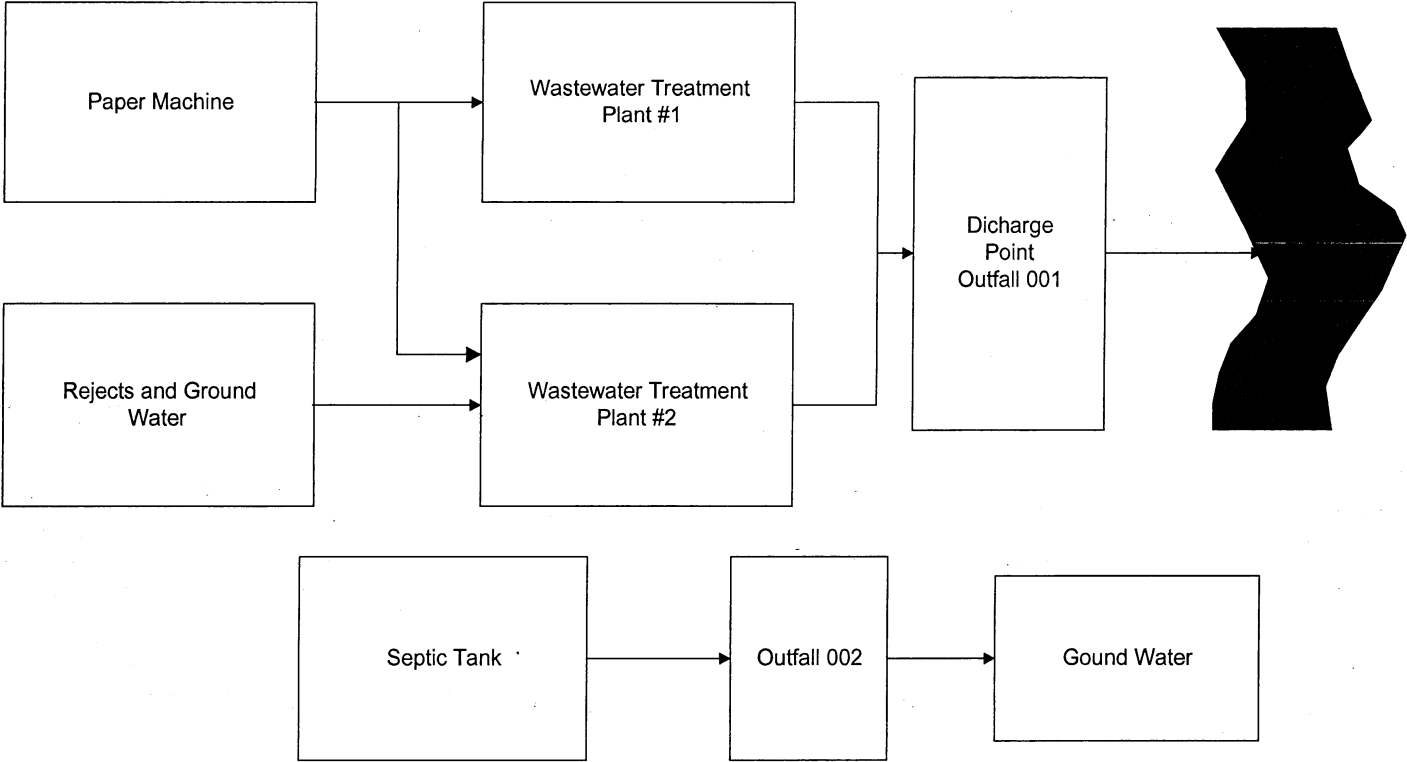 Paper Machine
Wastewater Treatment
Plant #1
Dicharge
Point
Outfall 001
Rejects and Ground
Water
Wastewater Treatment
Plant #2
Septic Tank
Outfall 002
Gound Water